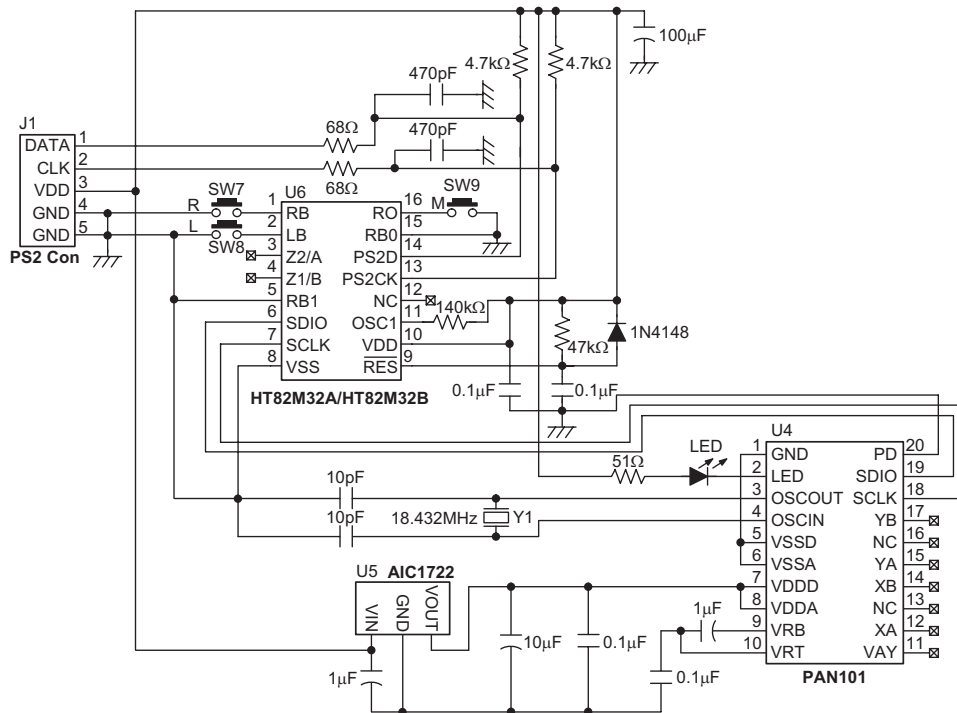 100µF
4.7kΩ
4.7kΩ
470pF
470pF
J1
DATA 1
CLK 2
VDD 3
GND 4
GND 5
PS2 Con
68Ω
68Ω
R
SW7
L
SW8
U6
1 RB
2 LB
3 Z2/A
4 Z1/B
5 RB1
6 SDIO
7 SCLK
8 VSS
RO 16
RB0 15
PS2D 14
PS2CK 13
NC 12
OSC1 11
VDD 10
RES 9
HT82M32A/HT82M32B
SW9
M
140kΩ
47kΩ
1N4148
0.1µF
0.1µF
51Ω
LED
10pF
10pF
18.432MHz
Y1
U4
1 GND
2 LED
3 OSCOUT
4 OSCIN
5 VSSD
6 VSSA
7 VDDD
8 VDDA
9 VRB
10 VRT
PD 20
SDIO 19
SCLK 18
YB 17
NC 16
YA 15
XB 14
NC 13
XA 12
VAY 11
PAN101
U5 AIC1722
VIN
GND
VOUT
1µF
10µF
0.1µF
1µF
0.1µF